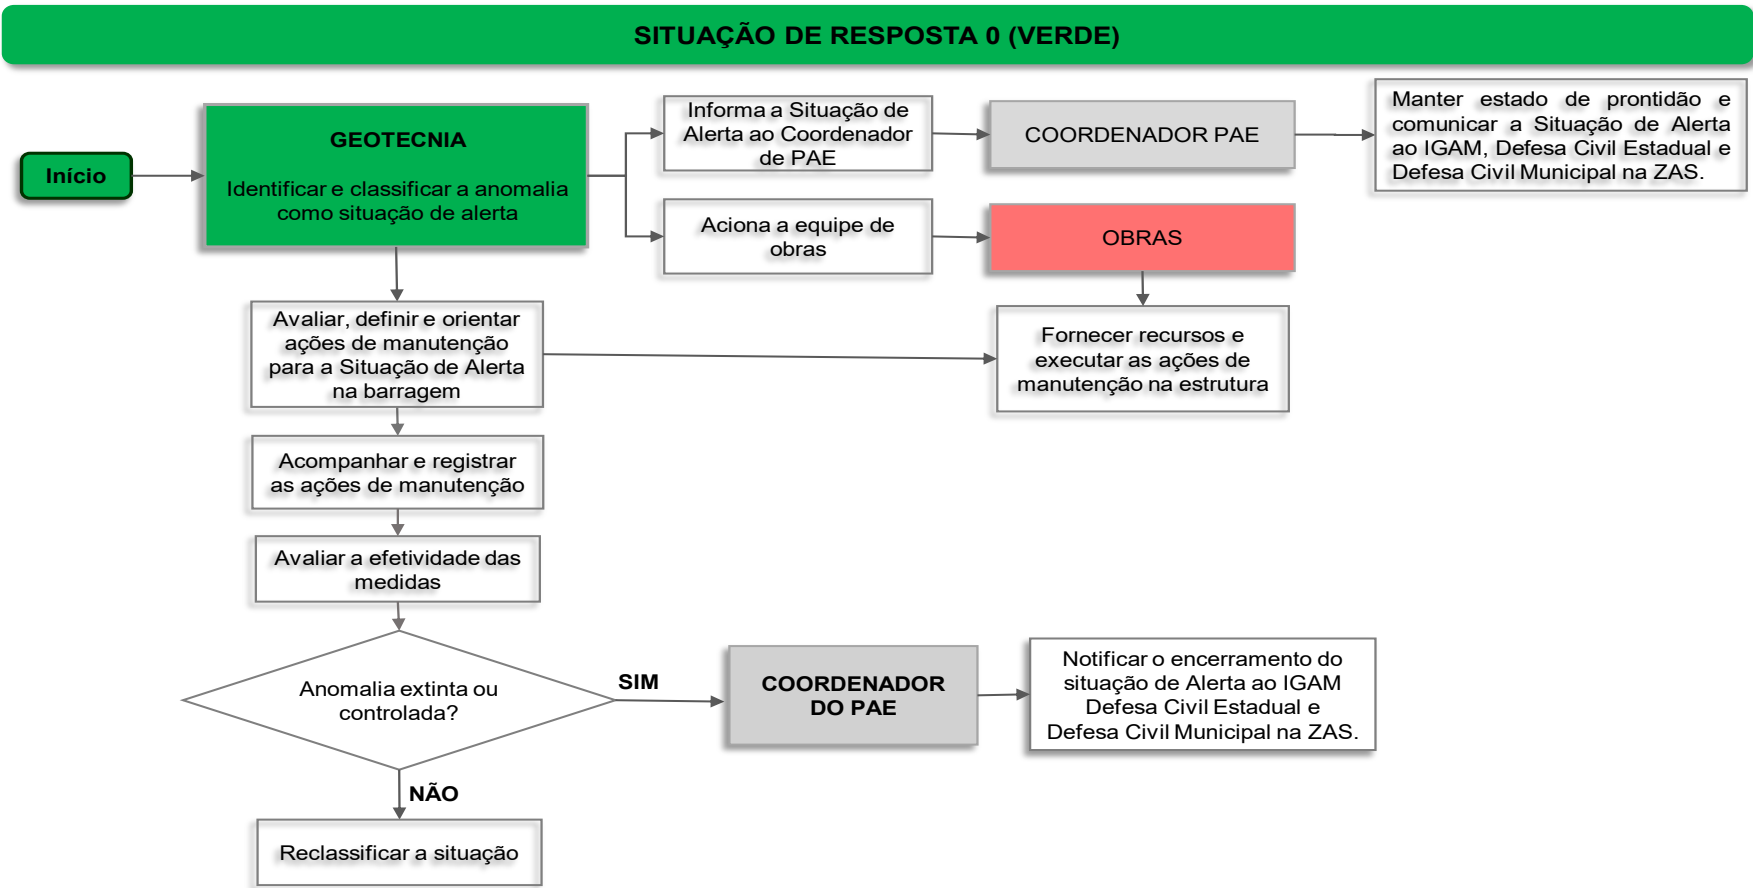 SITUAÇÃO DE RESPOSTA 0 (VERDE)
Início
GEOTECNIA
Identificar e classificar a anomalia
como situação de alerta
Informa a Situação de
Alerta ao Coordenador
de PAE
COORDENADOR PAE
Manter estado de prontidão e
comunicar a Situação de Alerta
ao IGAM, Defesa Civil Estadual e
Defesa Civil Municipal na ZAS.
Aciona a equipe de
obras
OBRAS
Avaliar, definir e orientar
ações de manutenção
para a Situação de Alerta
na barragem
Fornecer recursos e
executar as ações de
manutenção na estrutura
Acompanhar e registrar
as ações de manutenção
Avaliar a efetividade das
medidas
Anomalia extinta ou
controlada?
SIM
COORDENADOR
DO PAE
Notificar o encerramento do
situação de Alerta ao IGAM
Defesa Civil Estadual e
Defesa Civil Municipal na ZAS.
NÃO
Reclassificar a situação